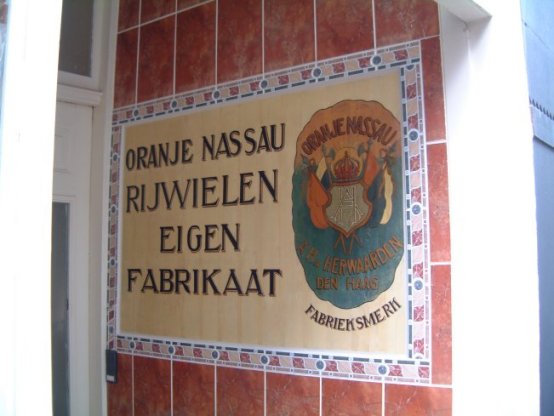 ORANJE NASSAU
RIJWIELEN
EIGEN
FABRIKAAT
ORANJE NASSAU
HERWAARDEN
DEN HAAG
FABRIEKSMERK